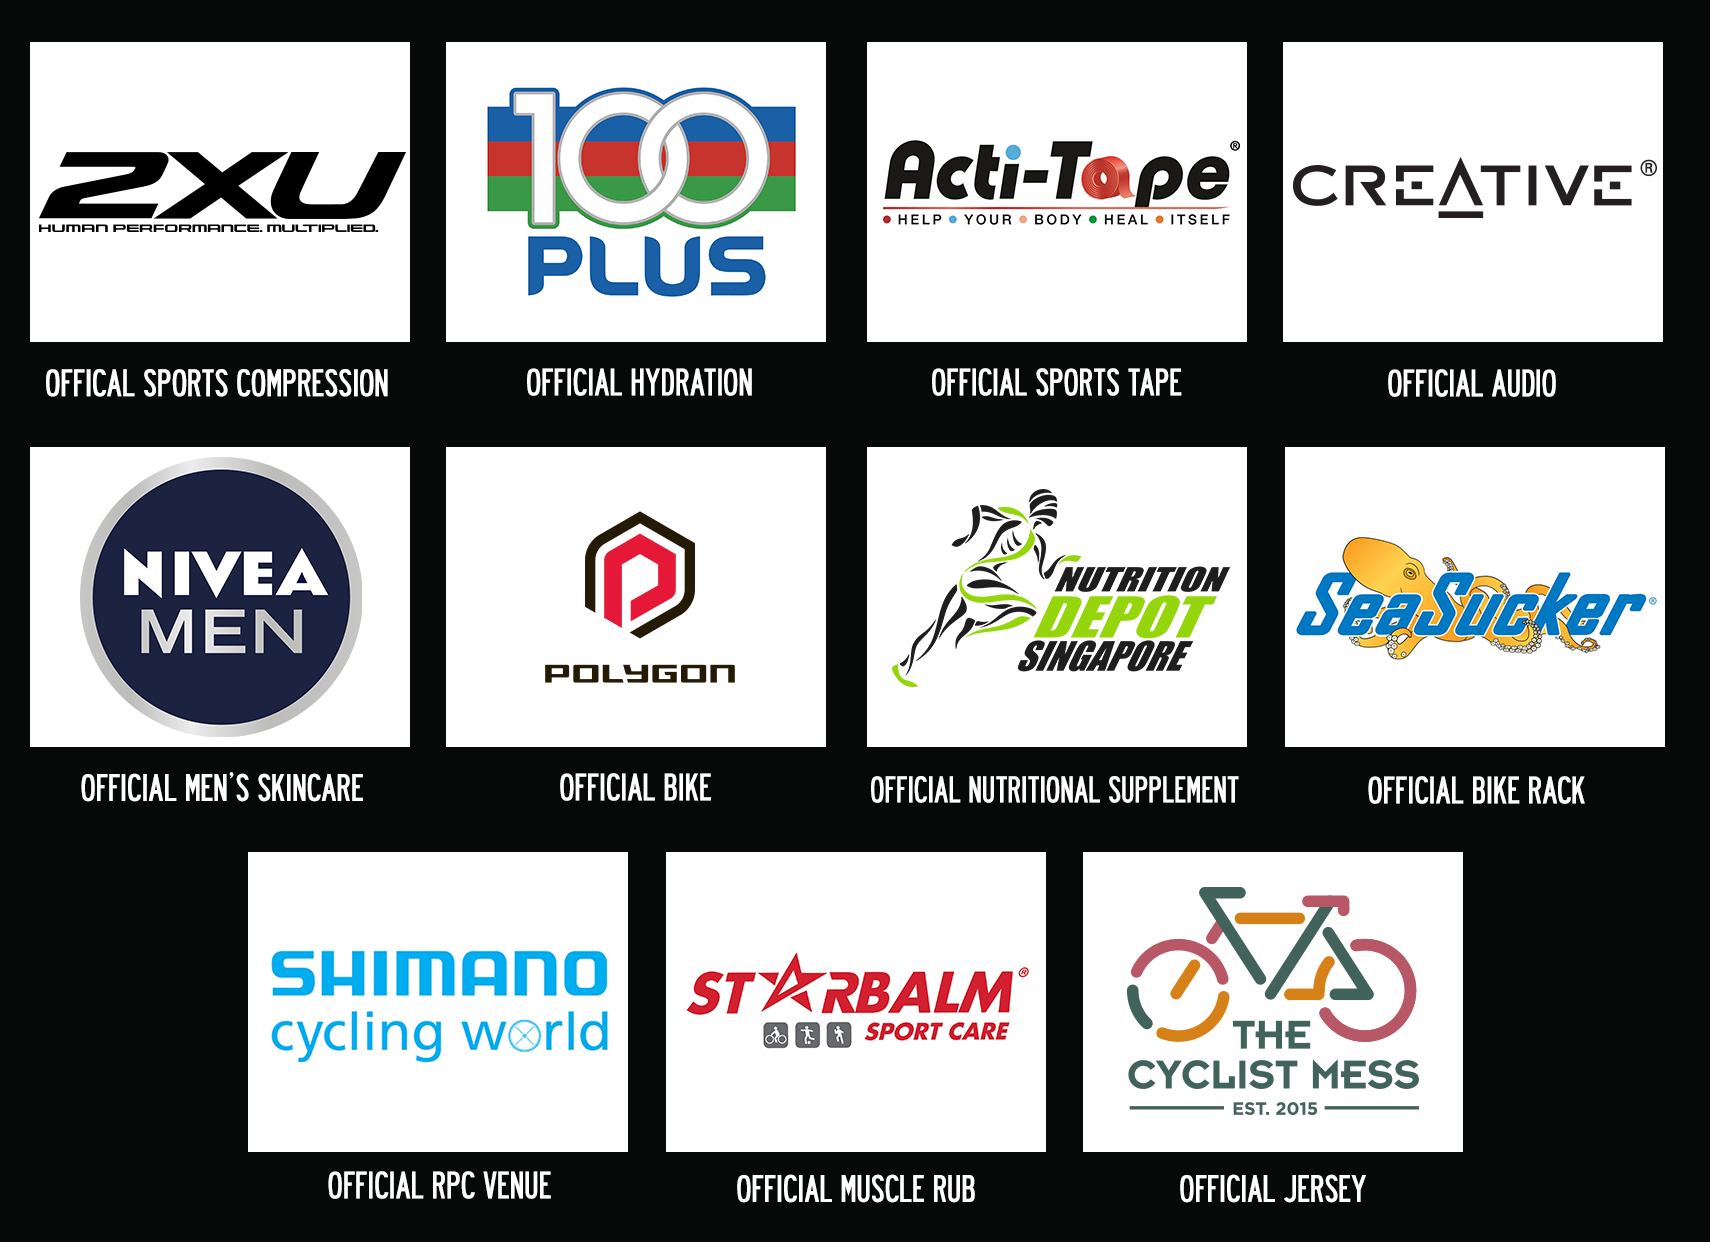 2XU
HUMAN PERFORMANCE. MULTIPLIED.
OFFICAL SPORTS COMPRESSION
100
PLUS
OFFICIAL HYDRATION
Acti-Tape®
• HELP • YOUR • BODY • HEAL • ITSELF
OFFICIAL SPORTS TAPE
CREATIVE®
OFFICIAL AUDIO
NIVEA
MEN
OFFICIAL MEN'S SKINCARE
POLYGON
OFFICIAL BIKE
NUTRITION
DEPOT
SINGAPORE
OFFICIAL NUTRITIONAL SUPPLEMENT
SeaSucker®
OFFICIAL BIKE RACK
SHIMANO
cycling world
OFFICIAL RPC VENUE
STARBALM®
SPORT CARE
OFFICIAL MUSCLE RUB
THE
CYCLIST MESS
EST. 2015
OFFICIAL JERSEY